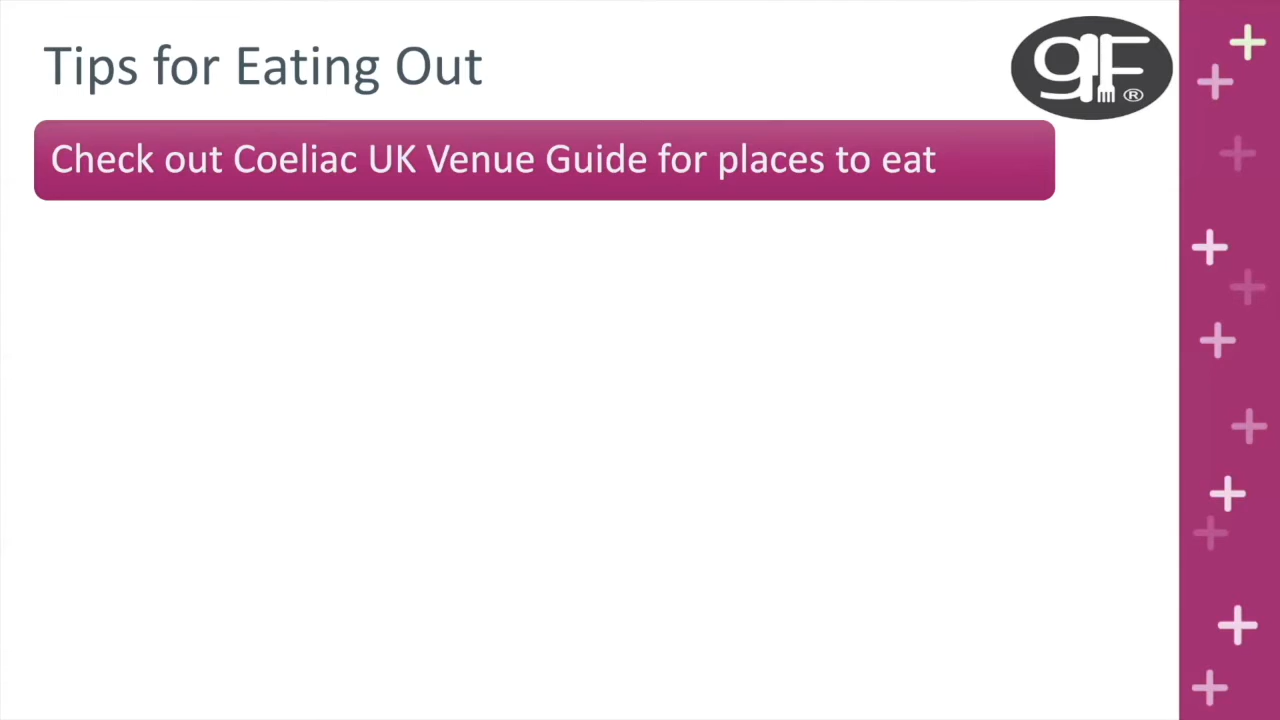 Tips for Eating Out
gf ®
Check out Coeliac UK Venue Guide for places to eat